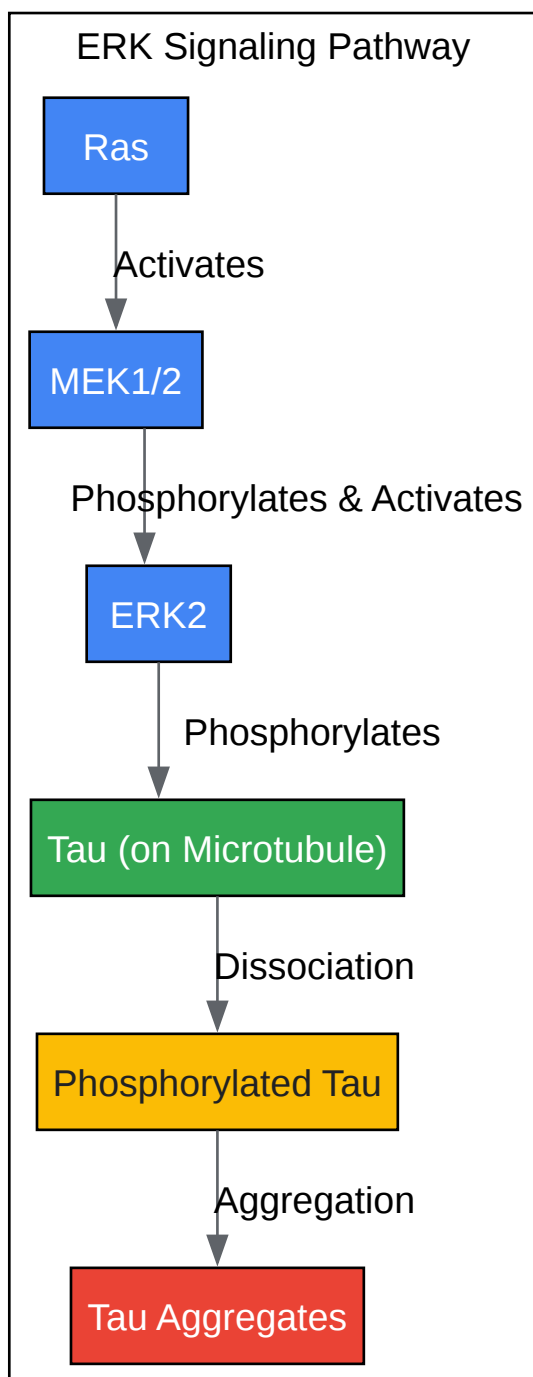 ERK Signaling Pathway
Ras
Activates
MEK1/2
Phosphorylates & Activates
ERK2
Phosphorylates
Tau (on Microtubule)
Dissociation
Phosphorylated Tau
Aggregation
Tau Aggregates